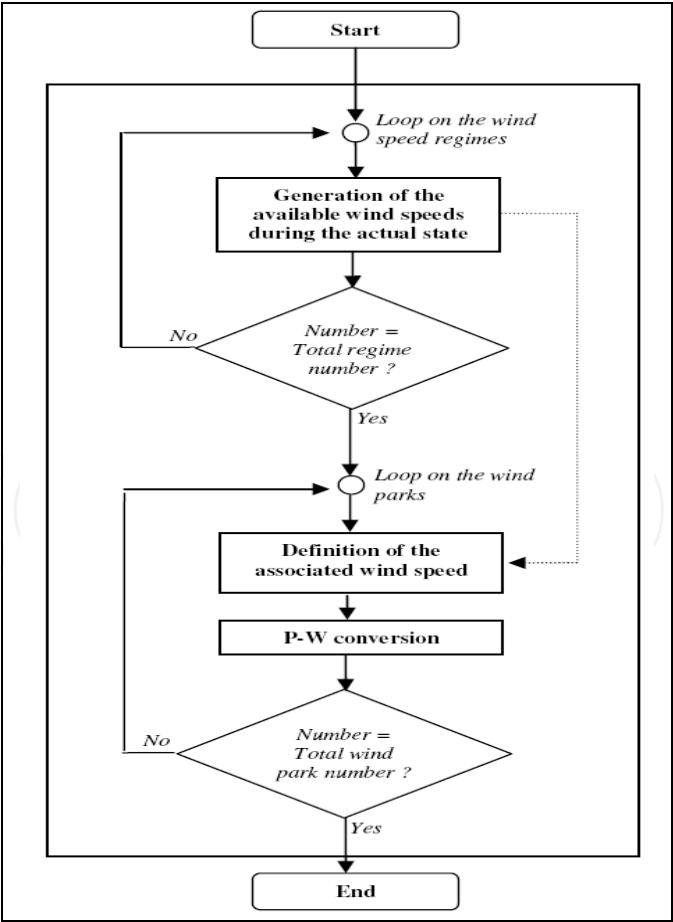 Start
Loop on the wind
speed regimes
Generation of the
available wind speeds
during the actual state
Number =
Total regime
number ?
No
Yes
Loop on the wind
parks
Definition of the
associated wind speed
P-W conversion
Number =
Total wind
park number ?
No
Yes
End